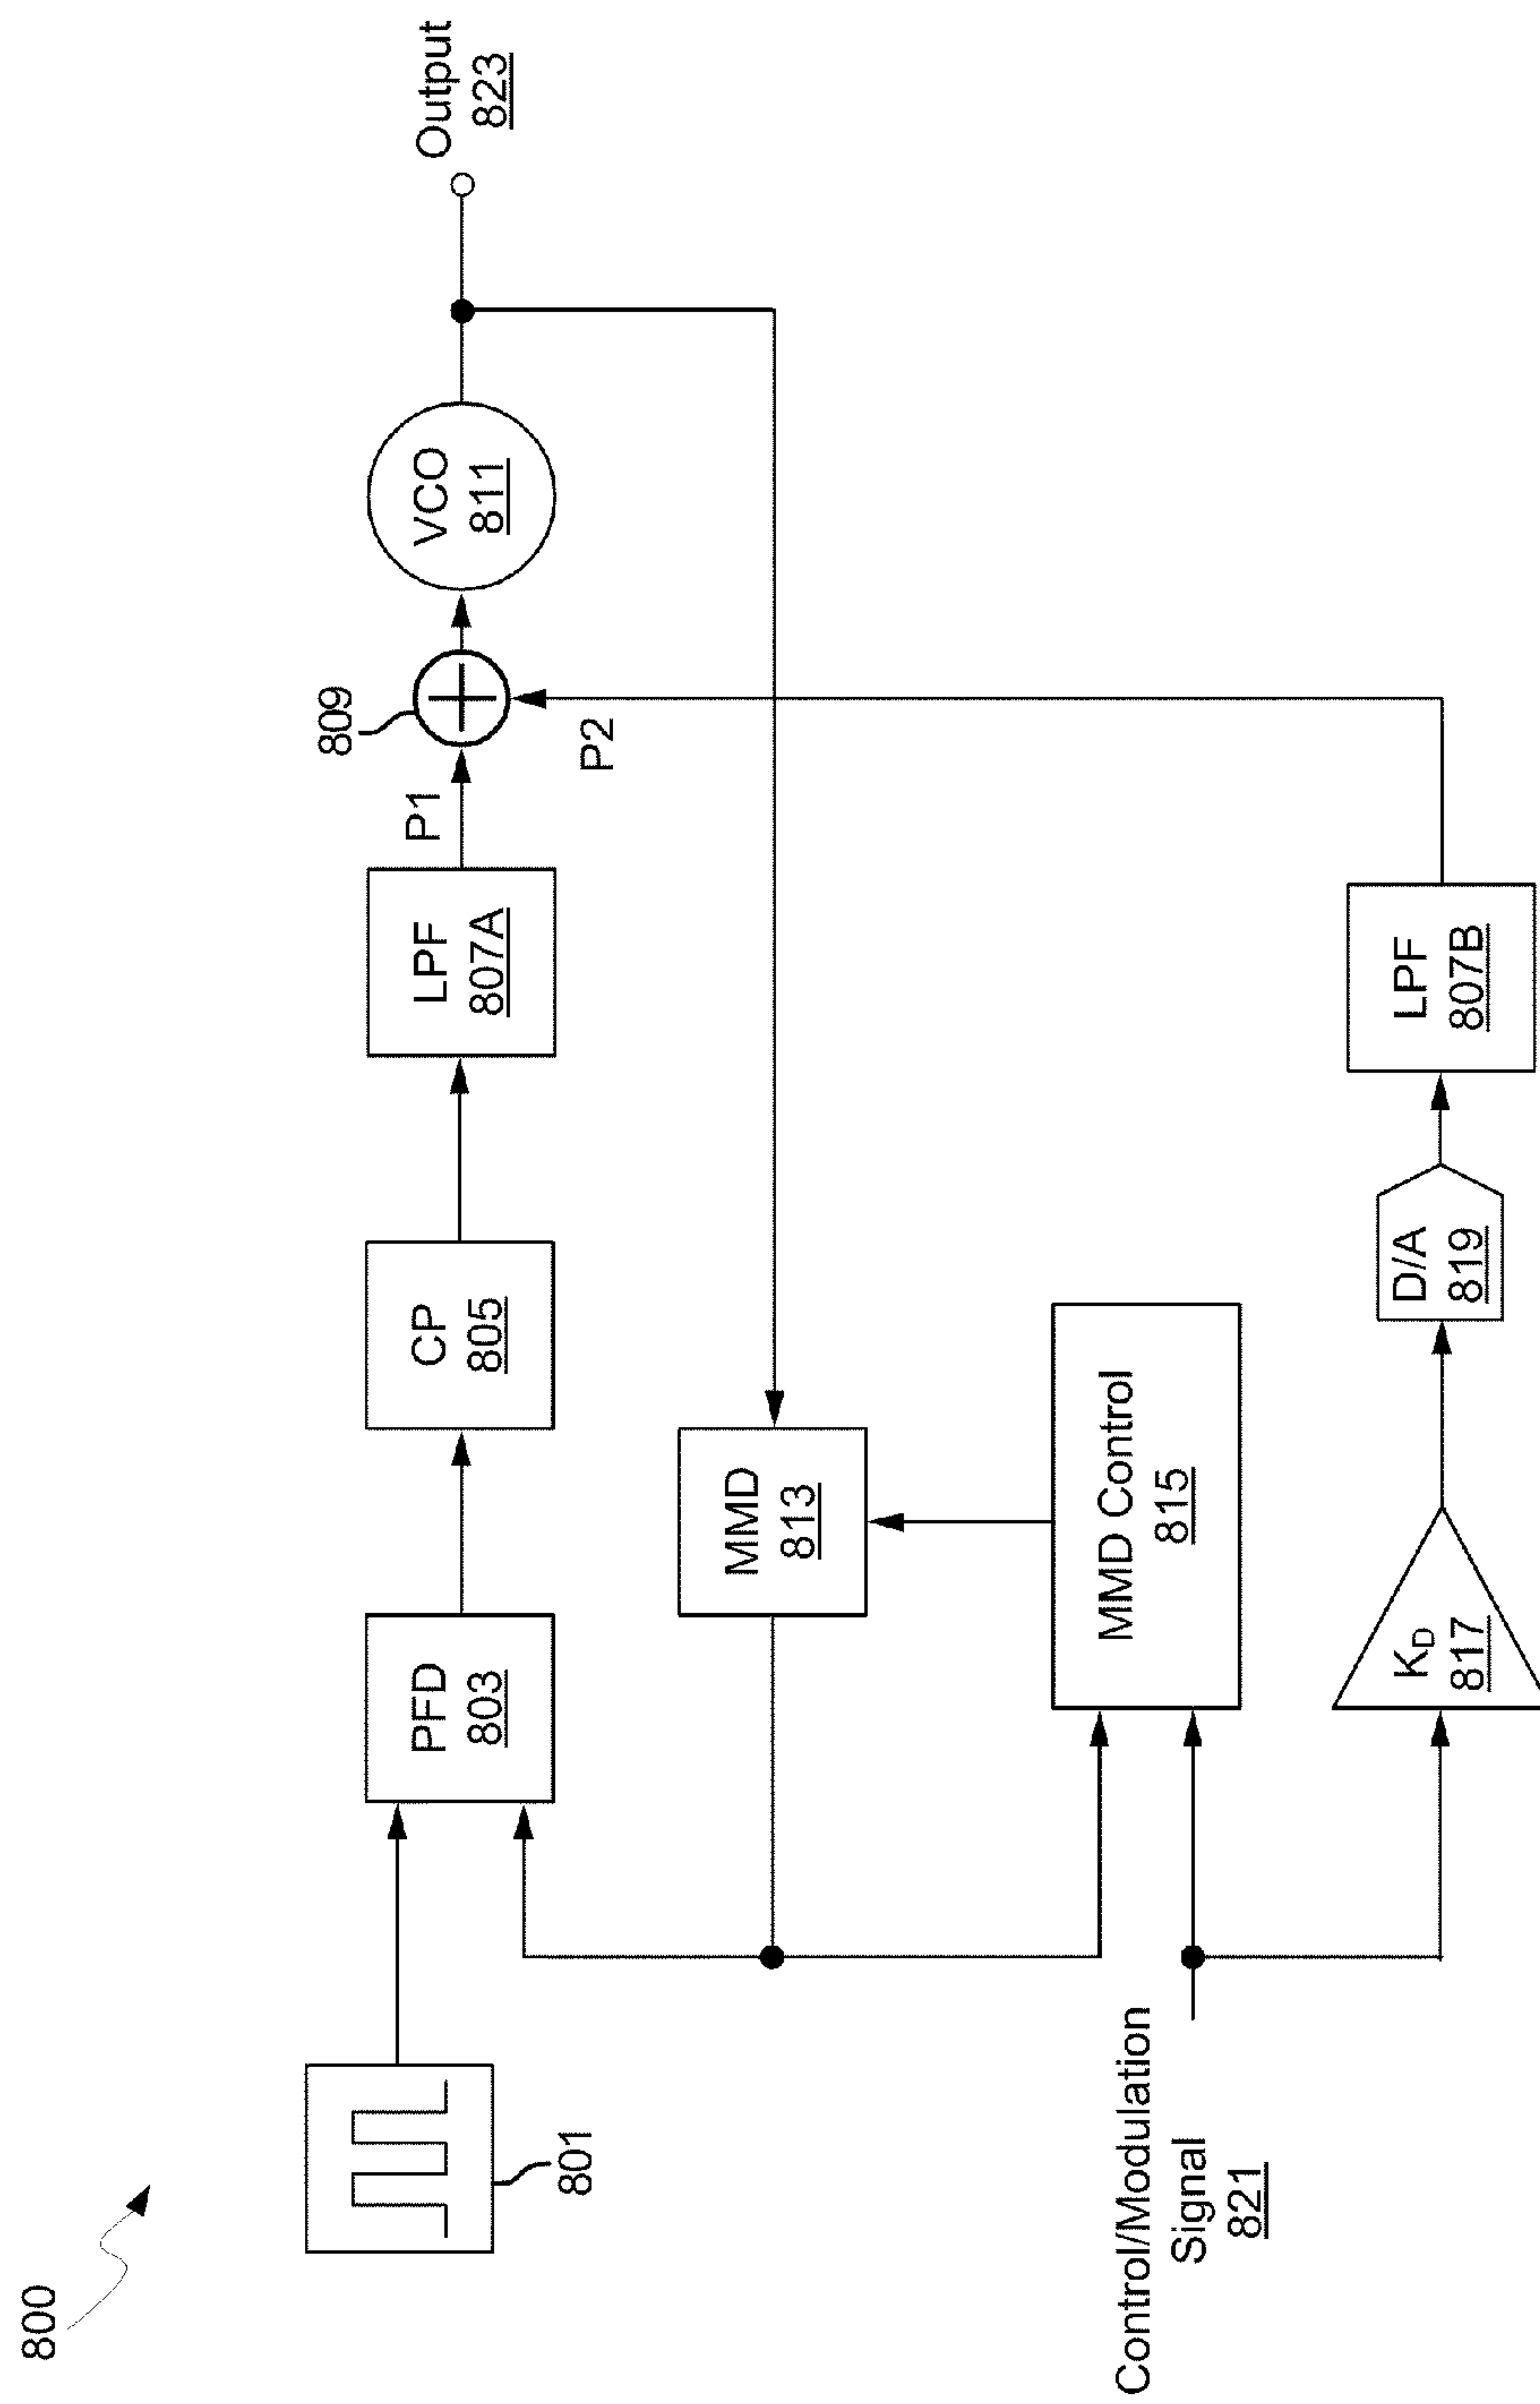 800
801
PFD
803
CP
805
LPF
807A
P1
809
P2
VCO
811
Output
823
MMD
813
MMD Control
815
Control/Modulation
Signal
821
KD
817
D/A
819
LPF
807B